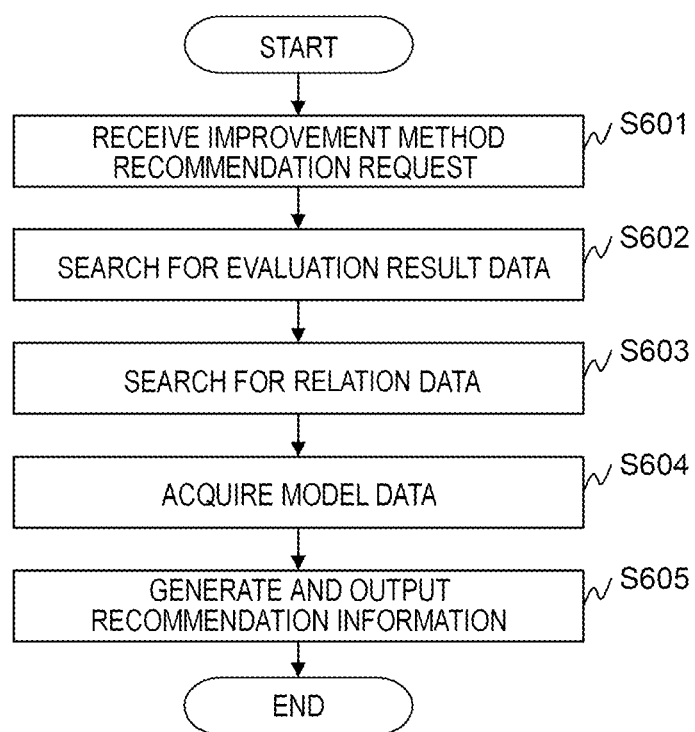 START
RECEIVE IMPROVEMENT METHOD
RECOMMENDATION REQUEST
S601
SEARCH FOR EVALUATION RESULT DATA
S602
SEARCH FOR RELATION DATA
S603
ACQUIRE MODEL DATA
S604
GENERATE AND OUTPUT
RECOMMENDATION INFORMATION
S605
END